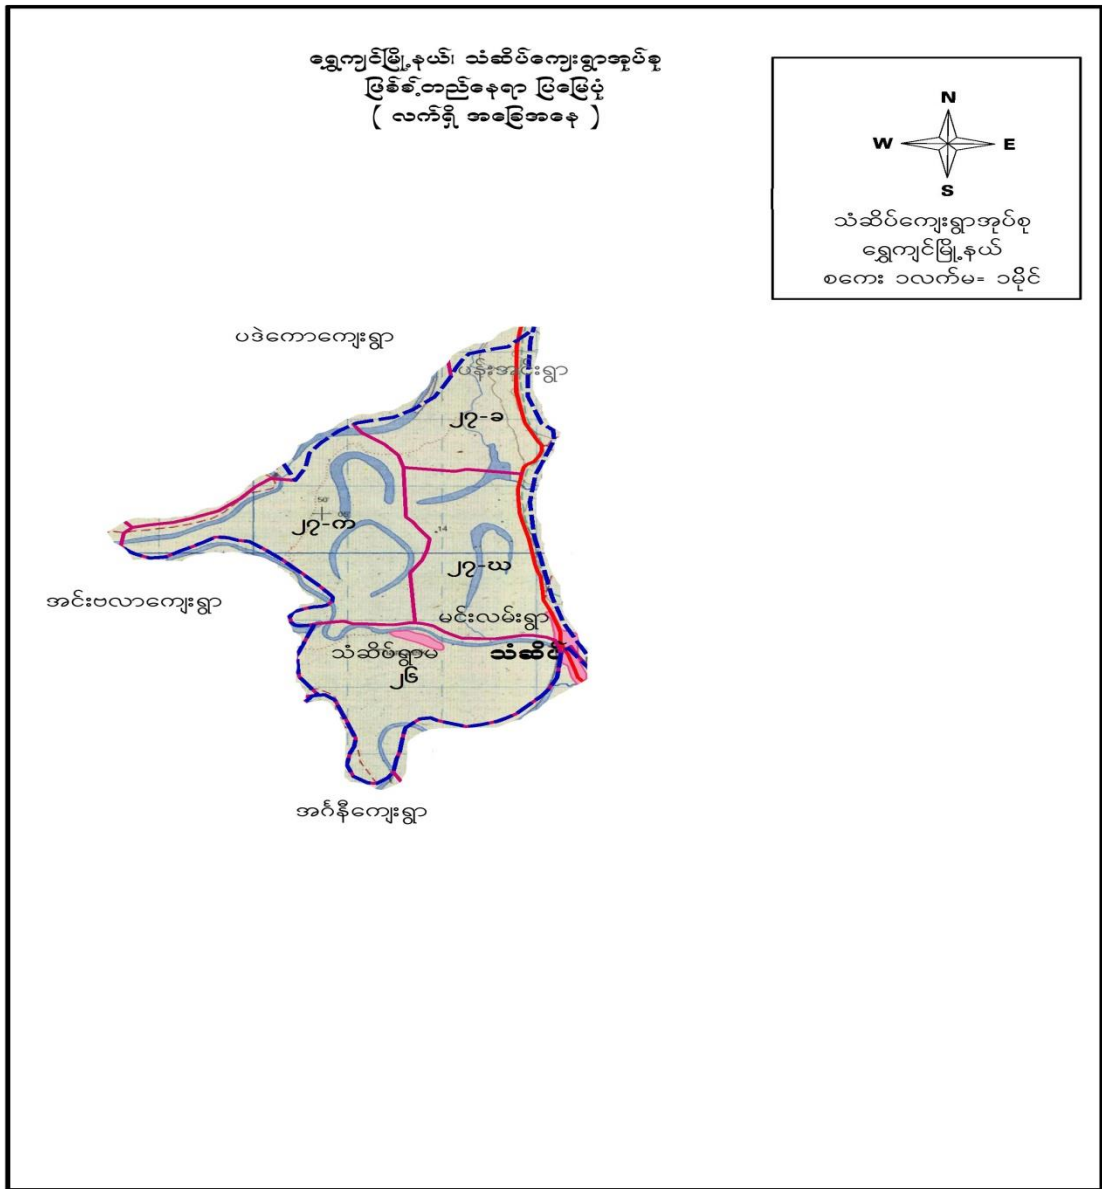 ရွှေကျင်မြို့နယ်၊ သံဆိပ်ကျေးရွာအုပ်စု
ဖြစ်စဉ်တည်နေရာ ပြမြေပုံ
( လက်ရှိ အခြေအနေ )
N
W E
S
သံဆိပ်ကျေးရွာအုပ်စု
ရွှေကျင်မြို့နယ်
စကေး ၁လက်မ= ၁မိုင်
ပဒဲကောကျေးရွာ
ပန်းအင်းရွာ
၂၇-ခ
၂၇-က
14
၂၇-ဃ
အင်းဗလာကျေးရွာ
မင်းလမ်းရွာ
သံဆိပ်ရွာမ
သံဆိပ်
၂၆
အင်္ဂနီကျေးရွာ